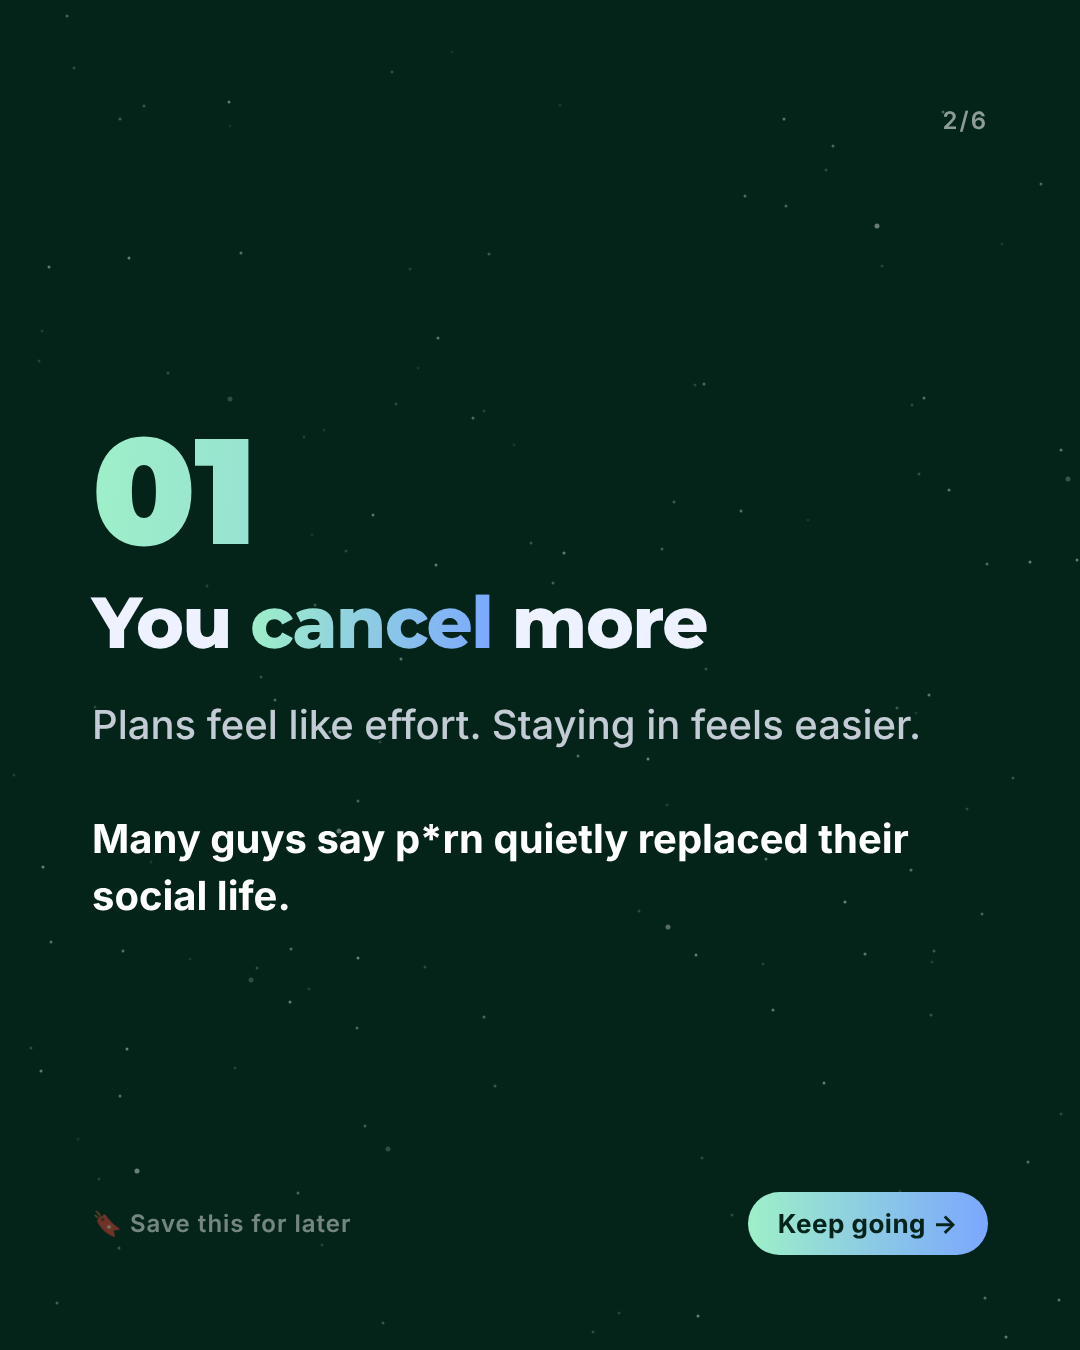 2/6
01
You cancel more
Plans feel like effort. Staying in feels easier.
Many guys say p*rn quietly replaced their
social life.
🔖 Save this for later
Keep going →